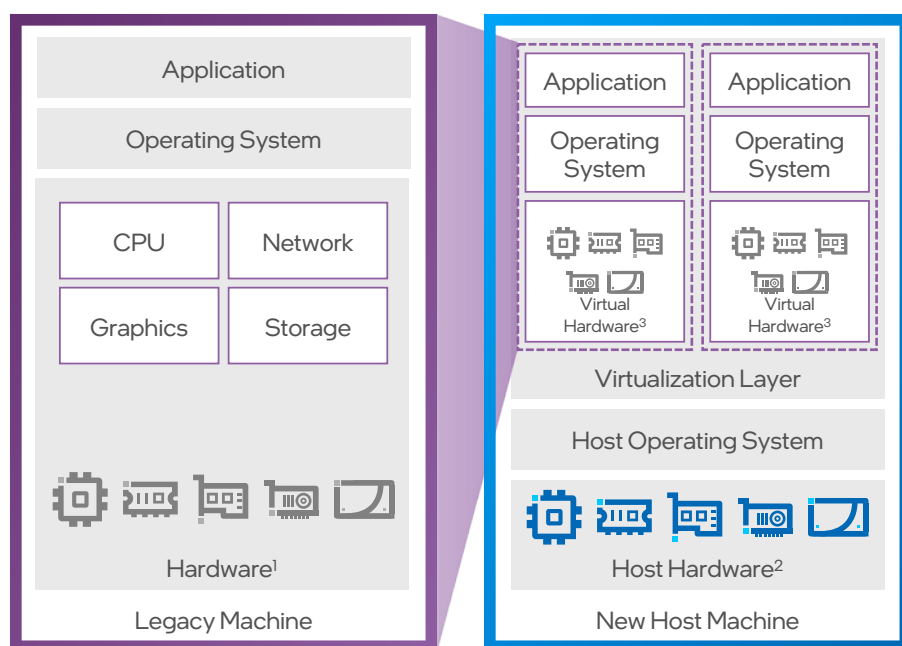 Application
Operating System
CPU
Network
Graphics
Storage
Hardware¹
Legacy Machine
Application
Operating
System
Virtual
Hardware³
Application
Operating
System
Virtual
Hardware³
Virtualization Layer
Host Operating System
Host Hardware²
New Host Machine